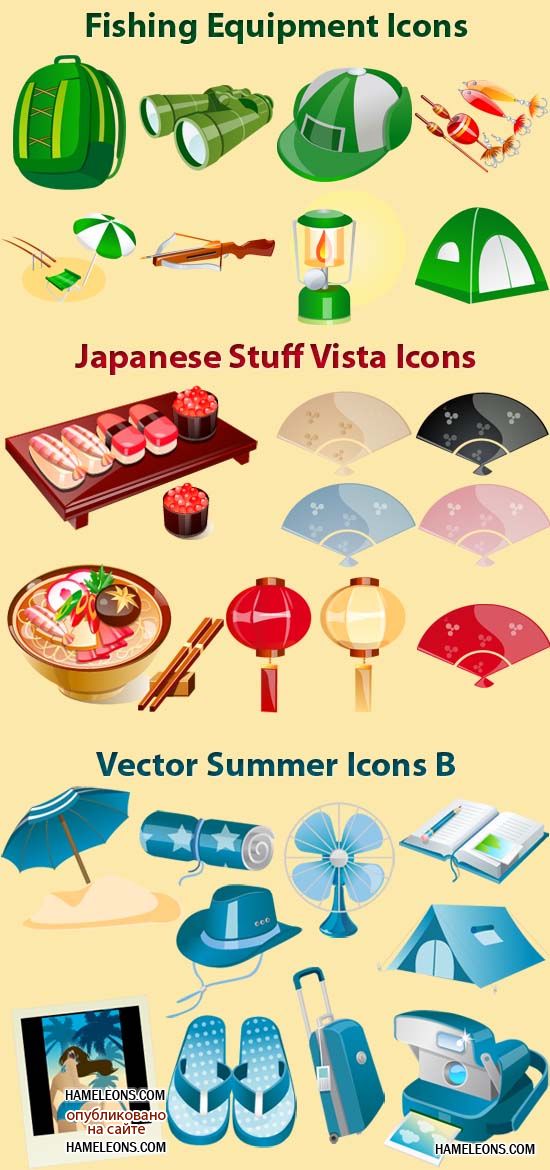 Fishing Equipment Icons
Japanese Stuff Vista Icons
Vector Summer Icons B
HAMELEONS.COM
опубликовано
на сайте
HAMELEONS.COM
HAMELEONS.COM